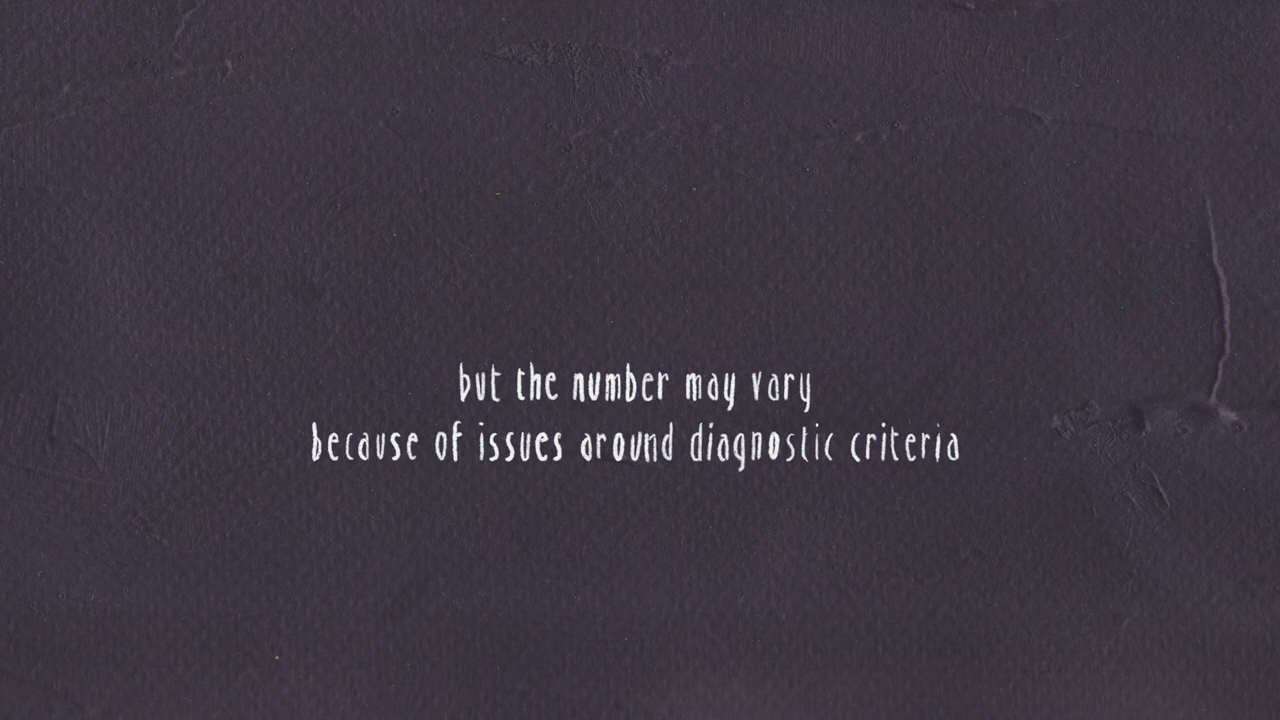 but the number may vary
because of issues around diagnostic criteria